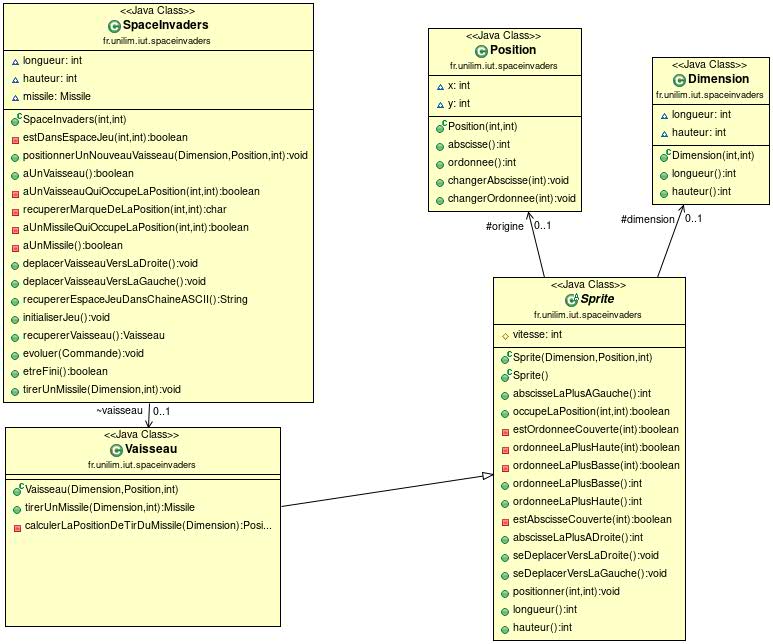 <<Java Class>>
SpaceInvaders
fr.unilim.iut.spaceinvaders
longueur: int
hauteur: int
missile: Missile
SpaceInvaders(int,int)
estDansEspaceJeu(int,int):boolean
positionnerUnNouveauVaisseau(Dimension,Position,int):void
aUnVaisseau():boolean
aUnVaisseauQuiOccupeLaPosition(int,int):boolean
recupererMarqueDeLaPosition(int,int):char
aUnMissileQuiOccupeLaPosition(int,int):boolean
aUnMissile():boolean
deplacerVaisseauVersLaDroite():void
deplacerVaisseauVersLaGauche():void
recupererEspaceJeuDansChaineASCII():String
initialiserJeu():void
recupererVaisseau():Vaisseau
evoluer(Commande):void
etreFini():boolean
tirerUnMissile(Dimension,int):void
~vaisseau 0..1
<<Java Class>>
Vaisseau
fr.unilim.iut.spaceinvaders
Vaisseau(Dimension,Position,int)
tirerUnMissile(Dimension,int):Missile
calculerLaPositionDeTirDuMissile(Dimension):Posi...
<<Java Class>>
Position
fr.unilim.iut.spaceinvaders
x: int
y: int
Position(int,int)
abscisse():int
ordonnee():int
changerAbscisse(int):void
changerOrdonnee(int):void
#origine 0..1
<<Java Class>>
Dimension
fr.unilim.iut.spaceinvaders
longueur: int
hauteur: int
Dimension(int,int)
longueur():int
hauteur():int
#dimension 0..1
<<Java Class>>
Sprite
fr.unilim.iut.spaceinvaders
vitesse: int
Sprite(Dimension,Position,int)
Sprite()
abscisseLaPlusAGauche():int
occupeLaPosition(int,int):boolean
estOrdonneeCouverte(int):boolean
ordonneeLaPlusHaute(int):boolean
ordonneeLaPlusBasse(int):boolean
ordonneeLaPlusBasse():int
ordonneeLaPlusHaute():int
estAbscisseCouverte(int):boolean
abscisseLaPlusADroite():int
seDeplacerVersLaDroite():void
seDeplacerVersLaGauche():void
positionner(int,int):void
longueur():int
hauteur():int